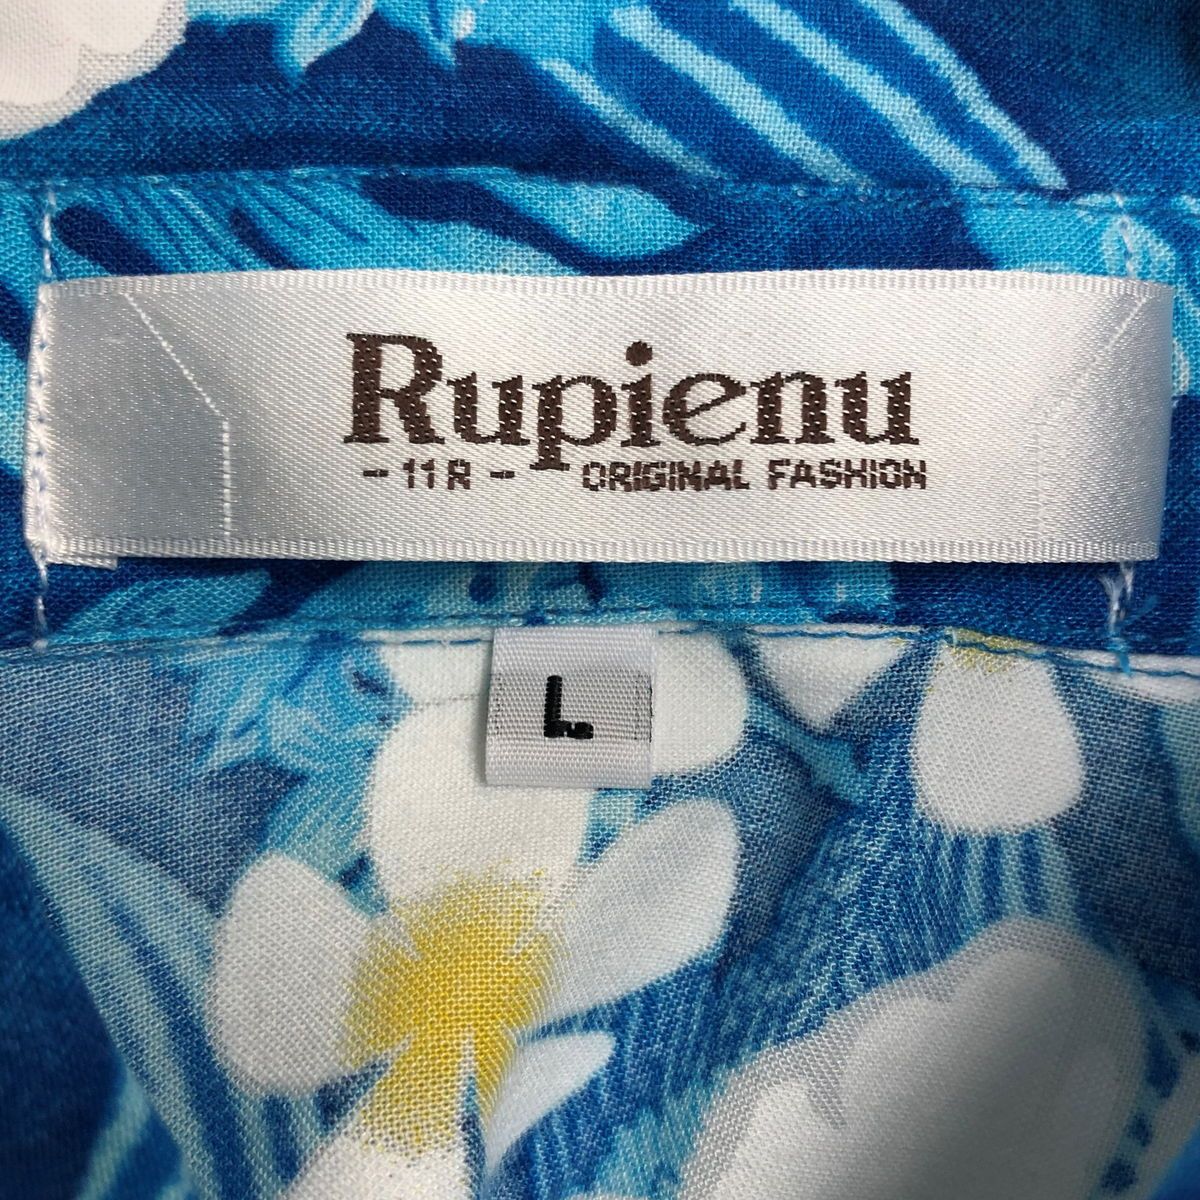 Rupienu
- 11R - ORIGINAL FASHION
L